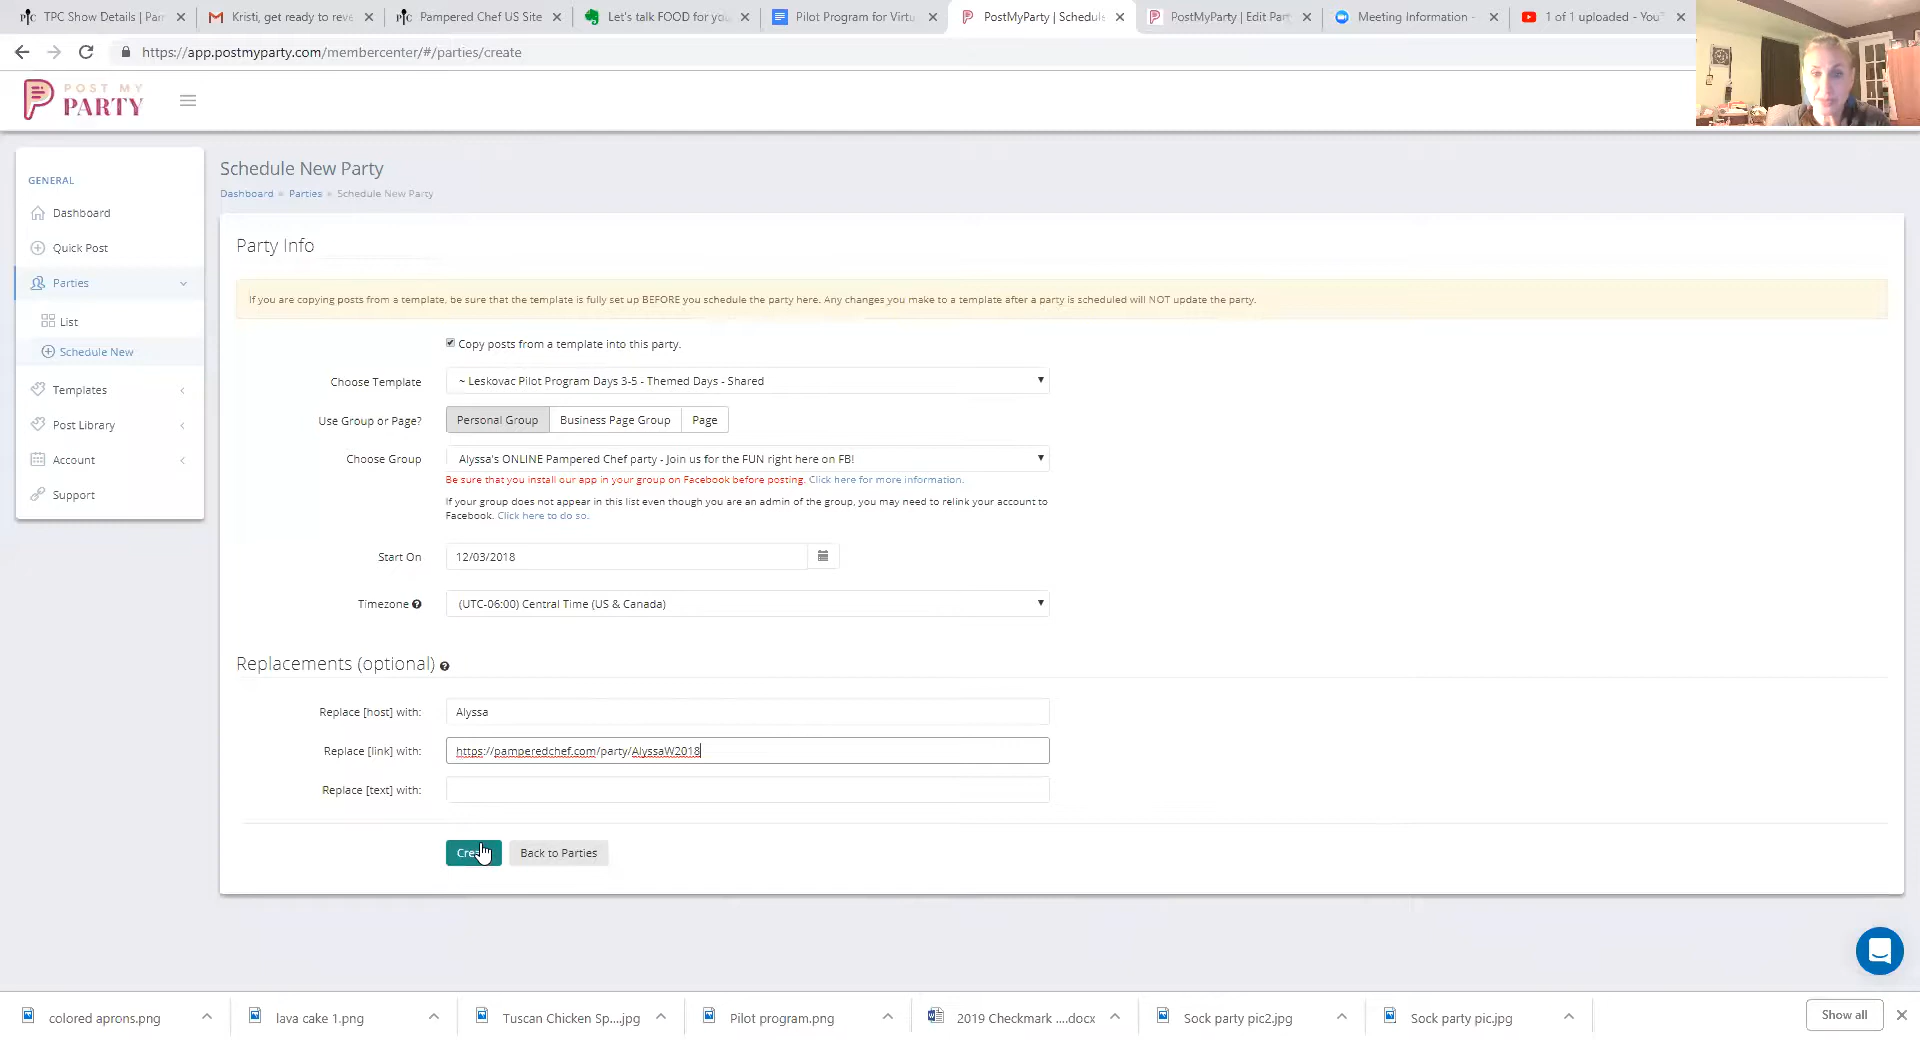 TPC Show Details | Pam
Kristi, get ready to reve
Pampered Chef US Site
Let's talk FOOD for you
Pilot Program for Virtu
PostMyParty | Schedule
PostMyParty | Edit Part
Meeting Information -
1 of 1 uploaded - YouT
https://app.postmyparty.com/membercenter/#/parties/create
POST MY
PARTY
GENERAL
Dashboard
Quick Post
Parties
List
Schedule New
Templates
Post Library
Account
Support
Schedule New Party
Dashboard » Parties » Schedule New Party
Party Info
If you are copying posts from a template, be sure that the template is fully set up BEFORE you schedule the party here. Any changes you make to a template after a party is scheduled will NOT update the party.
Copy posts from a template into this party.
Choose Template ~ Leskovac Pilot Program Days 3-5 - Themed Days - Shared
Use Group or Page? Personal Group Business Page Group Page
Choose Group Alyssa's ONLINE Pampered Chef party - Join us for the FUN right here on FB!
Be sure that you install our app in your group on Facebook before posting. Click here for more information.
If your group does not appear in this list even though you are an admin of the group, you may need to relink your account to
Facebook. Click here to do so.
Start On 12/03/2018
Timezone (UTC-06:00) Central Time (US & Canada)
Replacements (optional)
Replace [host] with: Alyssa
Replace [link] with: https://pamperedchef.com/party/AlyssaW2018
Replace [text] with:
Back to Parties
colored aprons.png
lava cake 1.png
Tuscan Chicken Sp....jpg
Pilot program.png
2019 Checkmark ....docx
Sock party pic2.jpg
Sock party pic.jpg
Show all